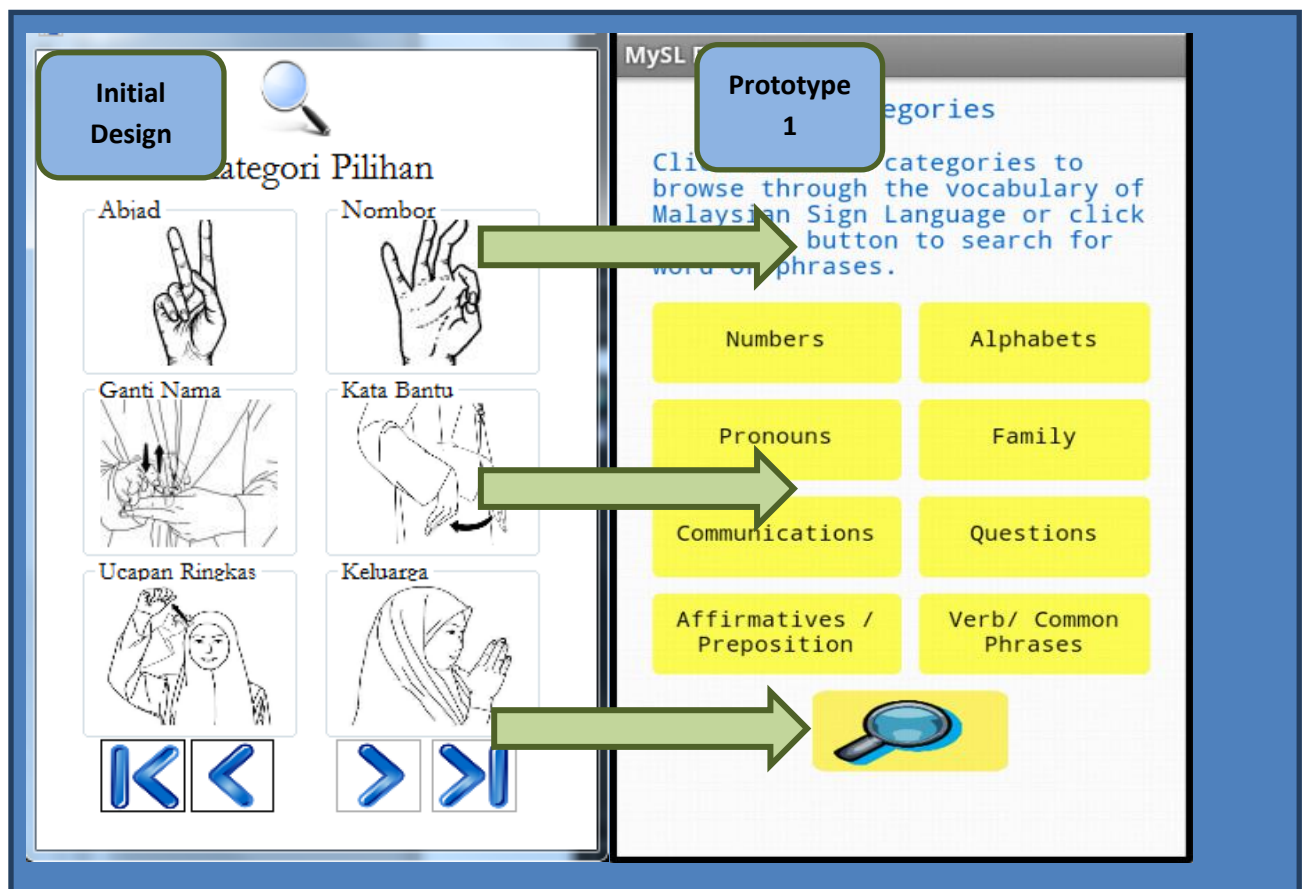 Initial
Design
ategori Pilihan
Abjad
Nombor
Ganti Nama
Kata Bantu
Ucapan Ringkas
Keluarga
MySL
Prototype
1
egories
categories to
browse through the vocabulary of
Malaysian Sign Language or click
button to search for
phrases.
Numbers
Alphabets
Pronouns
Family
Communications
Questions
Affirmatives /
Preposition
Verb/ Common
Phrases